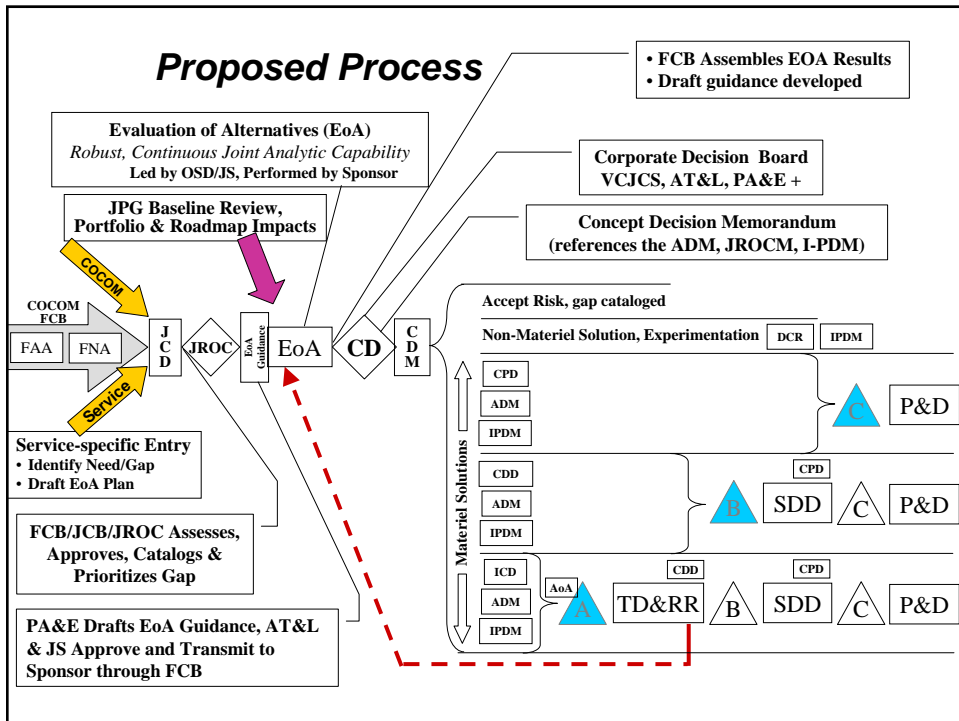 Proposed Process
• FCB Assembles EOA Results
• Draft guidance developed
Evaluation of Alternatives (EoA)
Robust, Continuous Joint Analytic Capability
Led by OSD/JS, Performed by Sponsor
Corporate Decision Board
VCJCS, AT&L, PA&E +
JPG Baseline Review,
Portfolio & Roadmap Impacts
Concept Decision Memorandum
(references the ADM, JROCM, I-PDM)
COCOM
COCOM
FCB
FAA
FNA
Service
JCD
JROC
EoA
Guidance
EoA
CD
CDM
Accept Risk, gap cataloged
Non-Materiel Solution, Experimentation
DCR
IPDM
Materiel Solutions
CPD
ADM
IPDM
C
P&D
CDD
ADM
IPDM
B
CPD
SDD
C
P&D
ICD
ADM
IPDM
AoA
A
CDD
TD&RR
B
CPD
SDD
C
P&D
Service-specific Entry
• Identify Need/Gap
• Draft EoA Plan
FCB/JCB/JROC Assesses,
Approves, Catalogs &
Prioritizes Gap
PA&E Drafts EoA Guidance, AT&L
& JS Approve and Transmit to
Sponsor through FCB